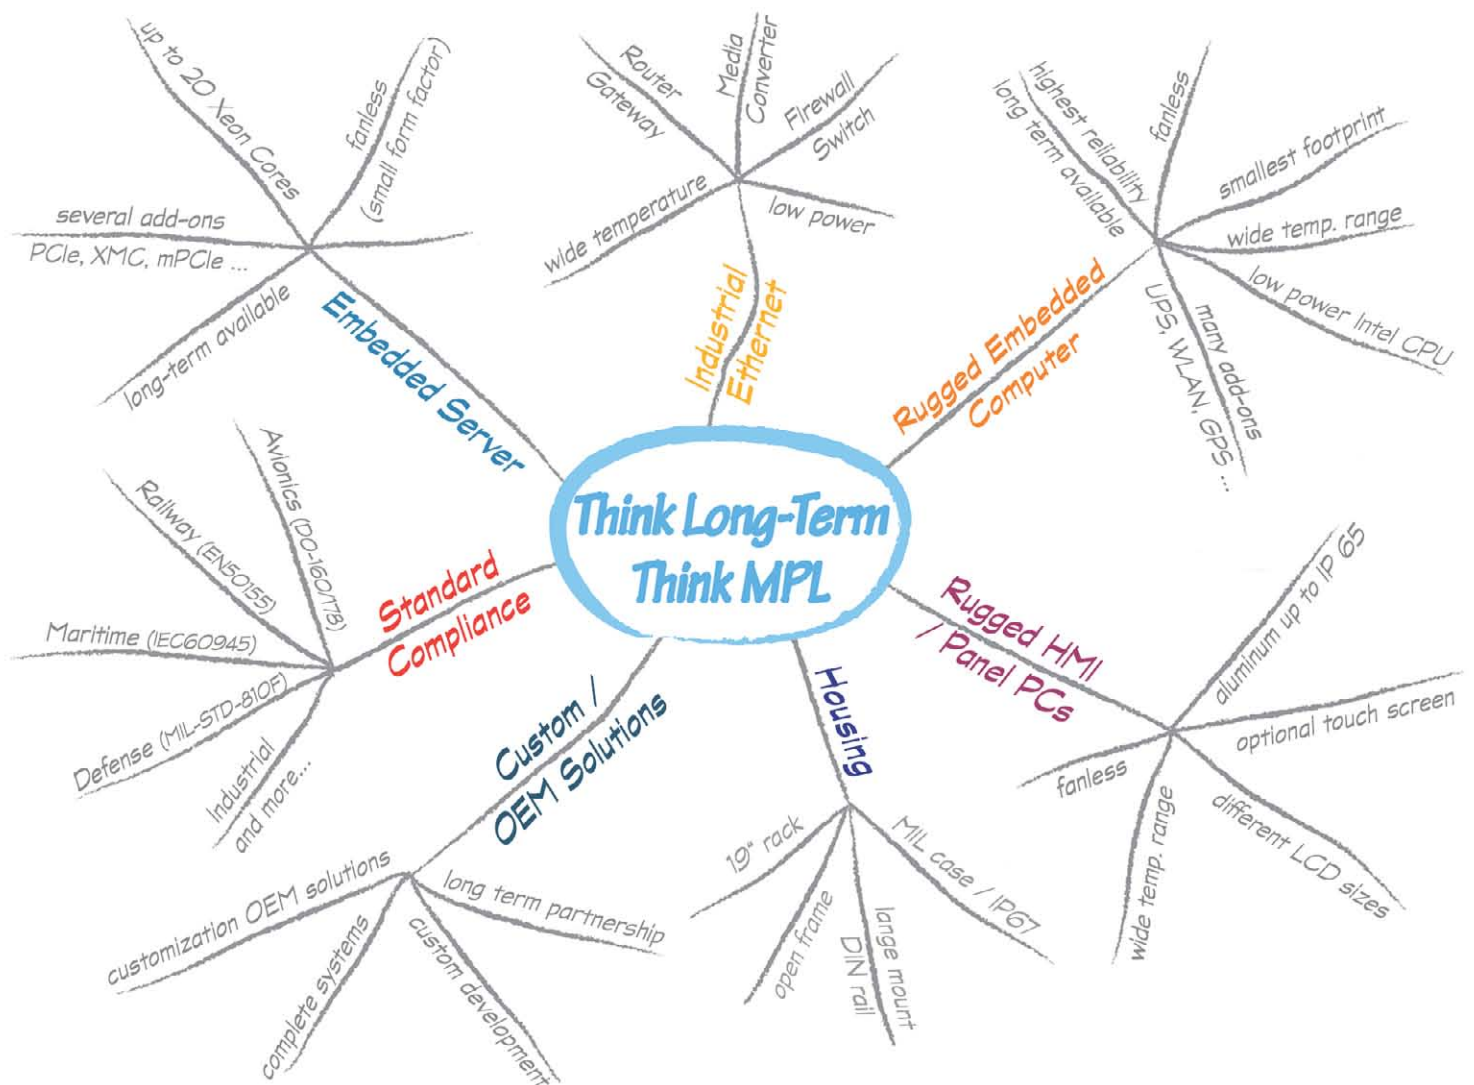 Think Long-Term
Think MPL
Embedded Server
up to 20 Xeon Cores
fanless
(small form factor)
several add-ons
PCIe, XMC, mPCIe ...
long-term available
Industrial
Ethernet
Router
Gateway
Media
Converter
Firewall
Switch
wide temperature
low power
Rugged Embedded
Computer
highest reliability
long term available
fanless
smallest footprint
wide temp. range
low power Intel CPU
many add-ons
UPS, WLAN, GPS ...
Standard
Compliance
Avionics (DO-160/178)
Railway (EN50155)
Maritime (IEC60945)
Defense (MIL-STD-810F)
Industrial
and more...
Custom /
OEM Solutions
customization OEM solutions
complete systems
custom development
long term partnership
Housing
19" rack
open frame
lange mount
DIN rail
MIL case / IP67
Rugged HMI
/ Panel PCs
aluminum up to IP 65
optional touch screen
fanless
wide temp. range
different LCD sizes